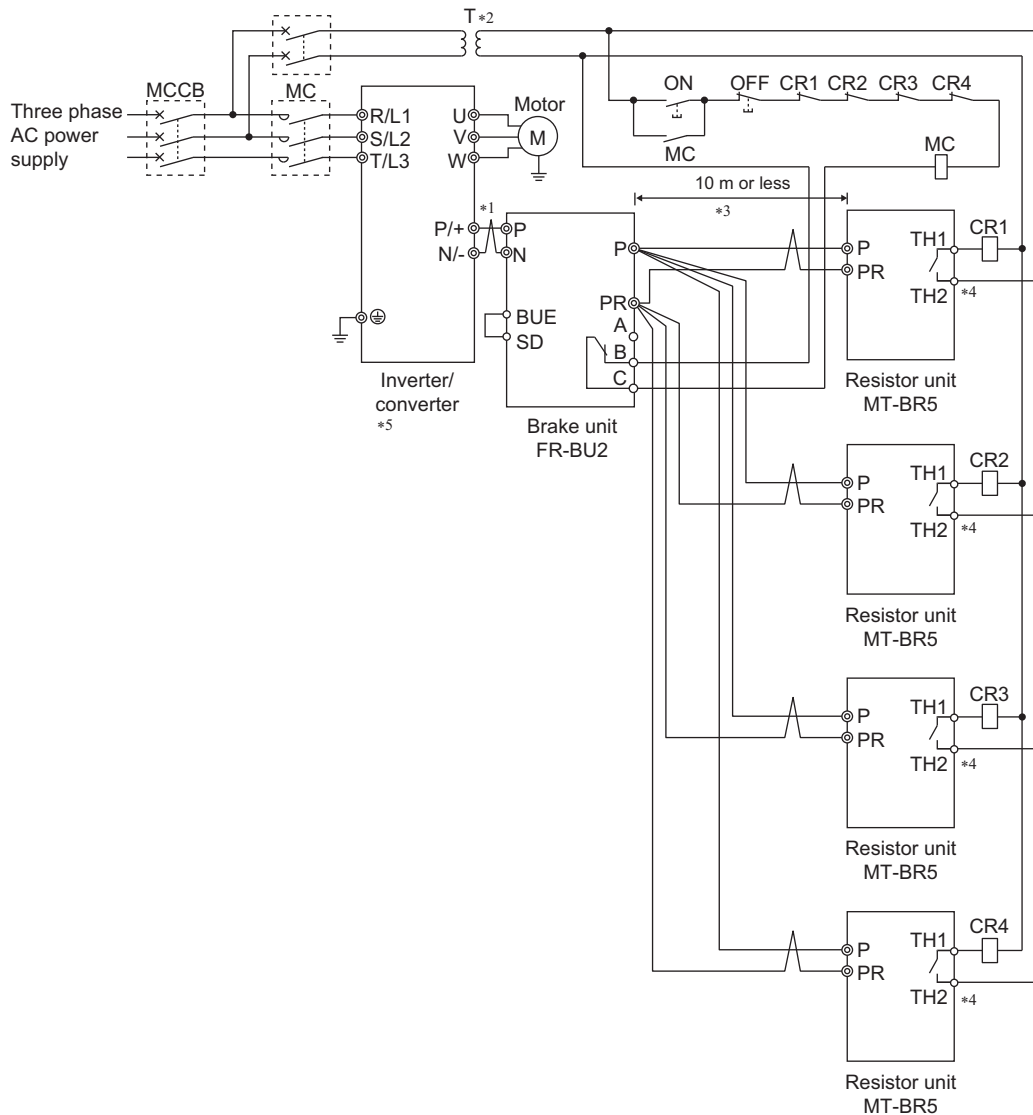 T *2
MCCB
MC
Three phase
AC power
supply
R/L1
S/L2
T/L3
U
V
W
Motor
M
ON
OFF
CR1
CR2
CR3
CR4
MC
MC
10 m or less
*3
P/+
N/-
*1
P
N
BUE
SD
P
PR
A
B
C
Inverter/
converter
*5
Brake unit
FR-BU2
P
PR
TH1
TH2
CR1
*4
Resistor unit
MT-BR5
P
PR
TH1
TH2
CR2
*4
Resistor unit
MT-BR5
P
PR
TH1
TH2
CR3
*4
Resistor unit
MT-BR5
P
PR
TH1
TH2
CR4
*4
Resistor unit
MT-BR5